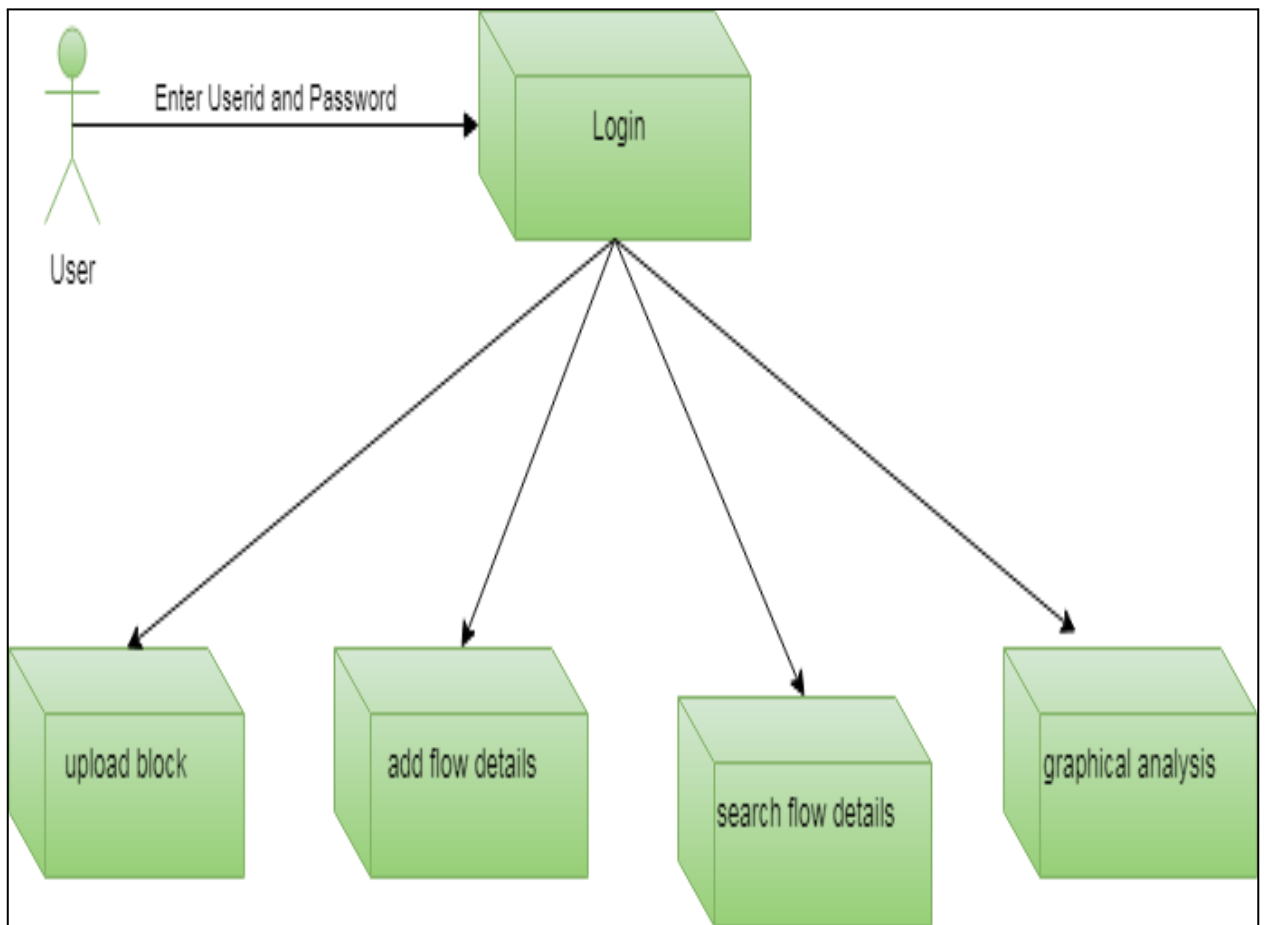 Enter Userid and Password
Login
User
upload block
add flow details
search flow details
graphical analysis